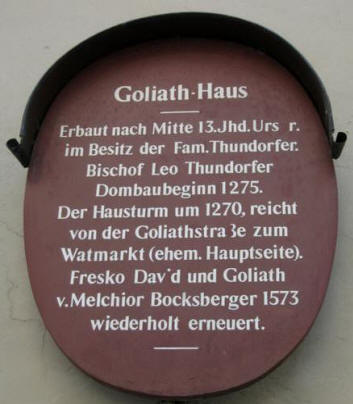 Goliath-Haus
Erbaut nach Mitte 13.Jhd. Urs r.
im Besitz der Fam. Thundorfer.
Bischof Leo Thundorfer
Dombaubeginn 1275.
Der Hausturm um 1270, reicht
von der Goliathstraße zum
Watmarkt (ehem. Hauptseite).
Fresko David und Goliath
v. Melchior Bocksberger 1573
wiederholt erneuert.